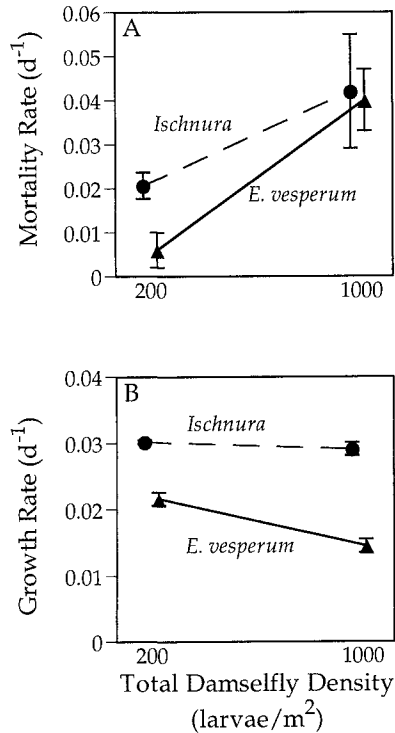 0.06
A
0.05
0.04
Ischnura
0.03
0.02
E. vesperum
0.01
0
200
1000
Mortality Rate (d⁻¹)
0.04
B
Ischnura
0.03
0.02
E. vesperum
0.01
0
200
1000
Growth Rate (d⁻¹)
Total Damselfly Density
(larvae/m²)